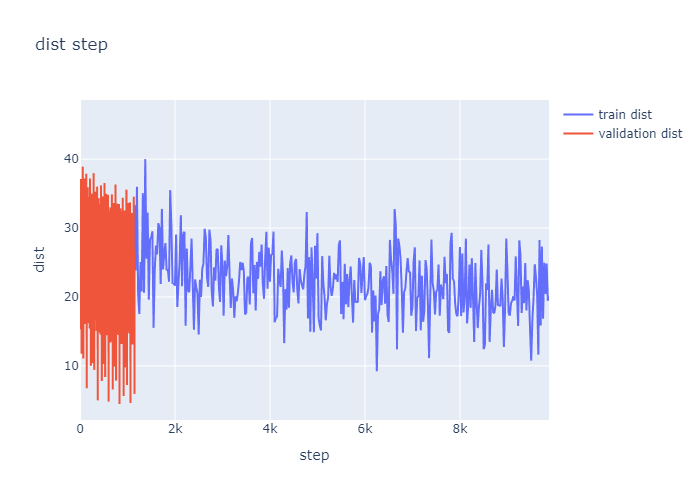 dist step
train dist
validation dist
dist
40
30
20
10
0
2k
4k
6k
8k
step